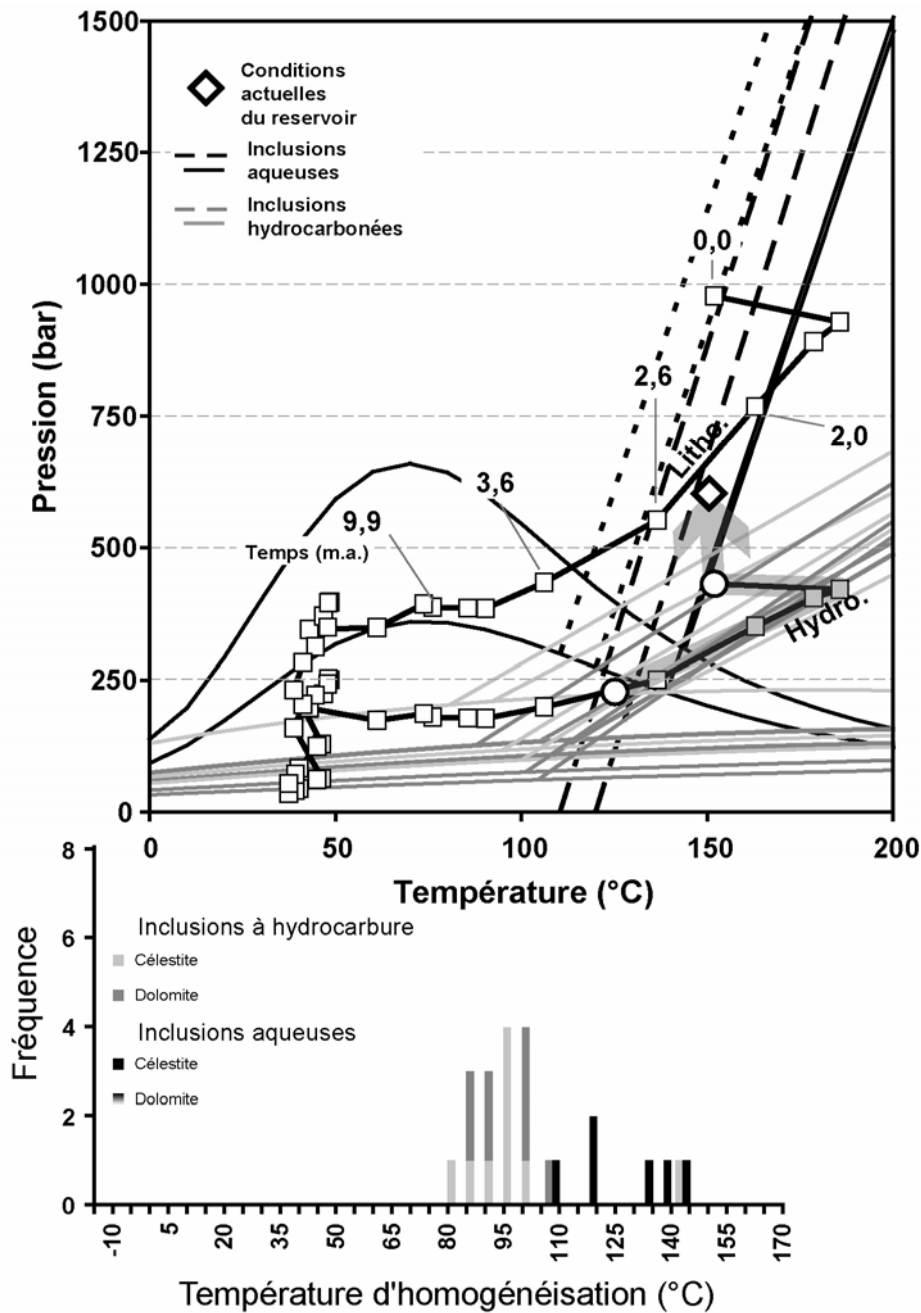 1500
1250
1000
750
500
250
0
Pression (bar)
Conditions
actuelles
du reservoir
Inclusions
aqueuses
Inclusions
hydrocarbonées
0,0
2,6
Litho.
2,0
3,6
9,9
Temps (m.a.)
Hydro.
0
50
100
150
200
Température (°C)
8
6
4
2
0
Fréquence
Inclusions à hydrocarbure
Célestite
Dolomite
Inclusions aqueuses
Célestite
Dolomite
-10
5
20
35
50
65
80
95
110
125
140
155
170
Température d'homogénéisation (°C)